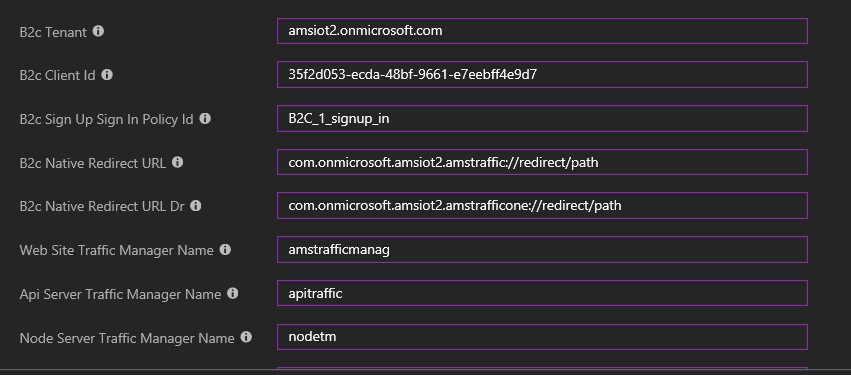 B2c Tenant
amsiot2.onmicrosoft.com
B2c Client Id
35f2d053-ecda-48bf-9661-e7eebff4e9d7
B2c Sign Up Sign In Policy Id
B2C_1_signup_in
B2c Native Redirect URL
com.onmicrosoft.amsiot2.amstraffic://redirect/path
B2c Native Redirect URL Dr
com.onmicrosoft.amsiot2.amstrafficone://redirect/path
Web Site Traffic Manager Name
amstrafficmanag
Api Server Traffic Manager Name
apitraffic
Node Server Traffic Manager Name
nodetm